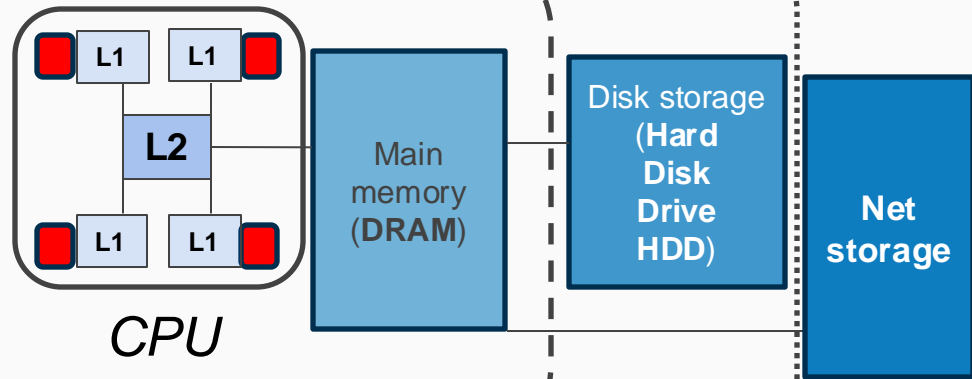 L1
L1
L2
L1
L1
CPU
Main
memory
(DRAM)
Disk storage
(Hard
Disk
Drive
HDD)
Net
storage